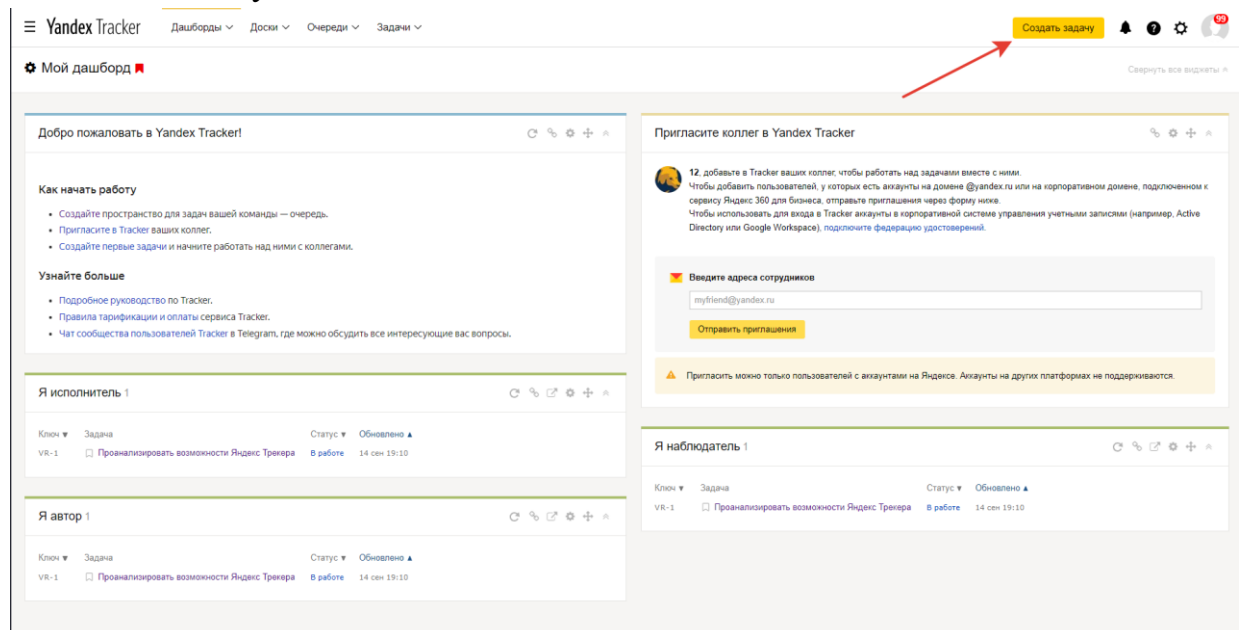 Yandex Tracker Дашборды Доски Очереди Задачи Создать задачу 99
Мой дашборд Свернуть все виджеты
Добро пожаловать в Yandex Tracker!
Как начать работу
Создайте пространство для задач вашей команды — очередь.
Пригласите в Tracker ваших коллег.
Создайте первые задачи и начните работать над ними с коллегами.
Узнайте больше
Подробное руководство по Tracker.
Правила тарификации и оплаты сервиса Tracker.
Чат сообщества пользователей Tracker в Telegram, где можно обсудить все интересующие вас вопросы.
Я исполнитель 1
Ключ Задача Статус Обновлено
VR-1 Проанализировать возможности Яндекс Трекера В работе 14 сен 19:10
Я автор 1
Ключ Задача Статус Обновлено
VR-1 Проанализировать возможности Яндекс Трекера В работе 14 сен 19:10
Пригласите коллег в Yandex Tracker
12, добавьте в Tracker ваших коллег, чтобы работать над задачами вместе с ними.
Чтобы добавить пользователей, у которых есть аккаунты на домене @yandex.ru или на корпоративном домене, подключенном к
сервису Яндекс 360 для бизнеса, отправьте приглашения через форму ниже.
Чтобы использовать для входа в Tracker аккаунты в корпоративной системе управления учетными записями (например, Active
Directory или Google Workspace), подключите федерацию удостоверений.
Введите адреса сотрудников
myfriend@yandex.ru
Отправить приглашения
Пригласить можно только пользователей с аккаунтами на Яндексе. Аккаунты на других платформах не поддерживаются.
Я наблюдатель 1
Ключ Задача Статус Обновлено
VR-1 Проанализировать возможности Яндекс Трекера В работе 14 сен 19:10